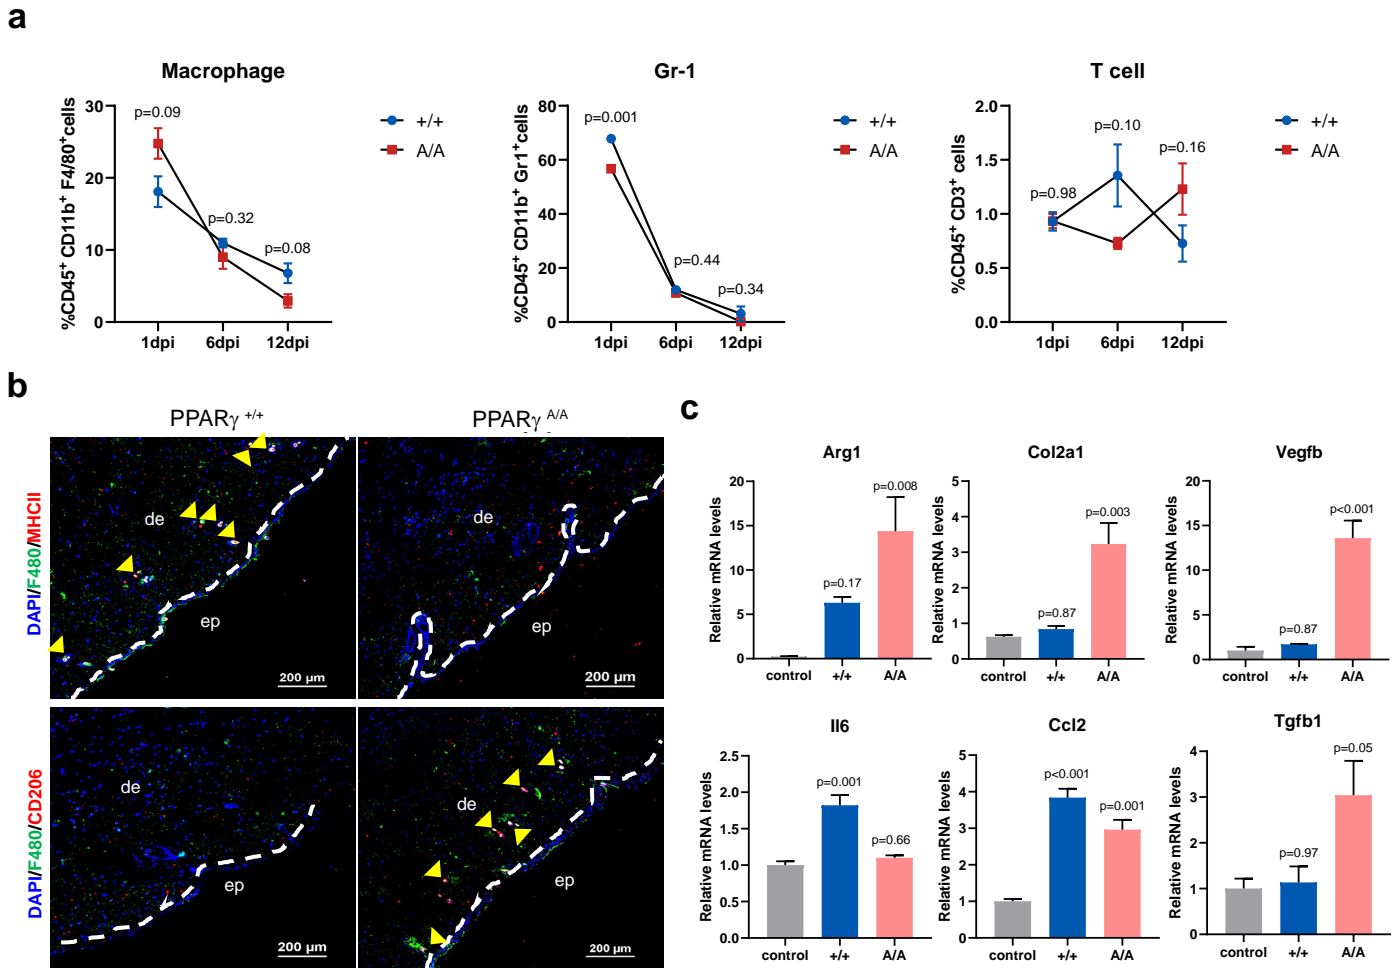 a
Macrophage
%CD45+ CD11b+ F4/80+cells
30
20
10
0
p=0.09
p=0.32
p=0.08
1dpi 6dpi 12dpi
+/+
A/A
Gr-1
%CD45+ CD11b+ Gr1+cells
80
60
40
20
0
p=0.001
p=0.44
p=0.34
1dpi 6dpi 12dpi
+/+
A/A
T cell
%CD45+ CD3+ cells
2.0
1.5
1.0
0.5
0.0
p=0.98
p=0.10
p=0.16
1dpi 6dpi 12dpi
+/+
A/A
b
PPARγ +/+
PPARγ A/A
DAPI/F480/MHCII
de
ep
200 μm
de
ep
200 μm
DAPI/F480/CD206
de
ep
200 μm
de
ep
200 μm
c
Arg1
Relative mRNA levels
20
15
10
5
0
p=0.17
p=0.008
control +/+ A/A
Col2a1
Relative mRNA levels
5
4
3
2
1
0
p=0.87
p=0.003
control +/+ A/A
Vegfb
Relative mRNA levels
20
15
10
5
0
p=0.87
p<0.001
control +/+ A/A
Il6
Relative mRNA levels
2.5
2.0
1.5
1.0
0.5
0.0
p=0.001
p=0.66
control +/+ A/A
Ccl2
Relative mRNA levels
5
4
3
2
1
0
p<0.001
p=0.001
control +/+ A/A
Tgfb1
Relative mRNA levels
4
3
2
1
0
p=0.97
p=0.05
control +/+ A/A